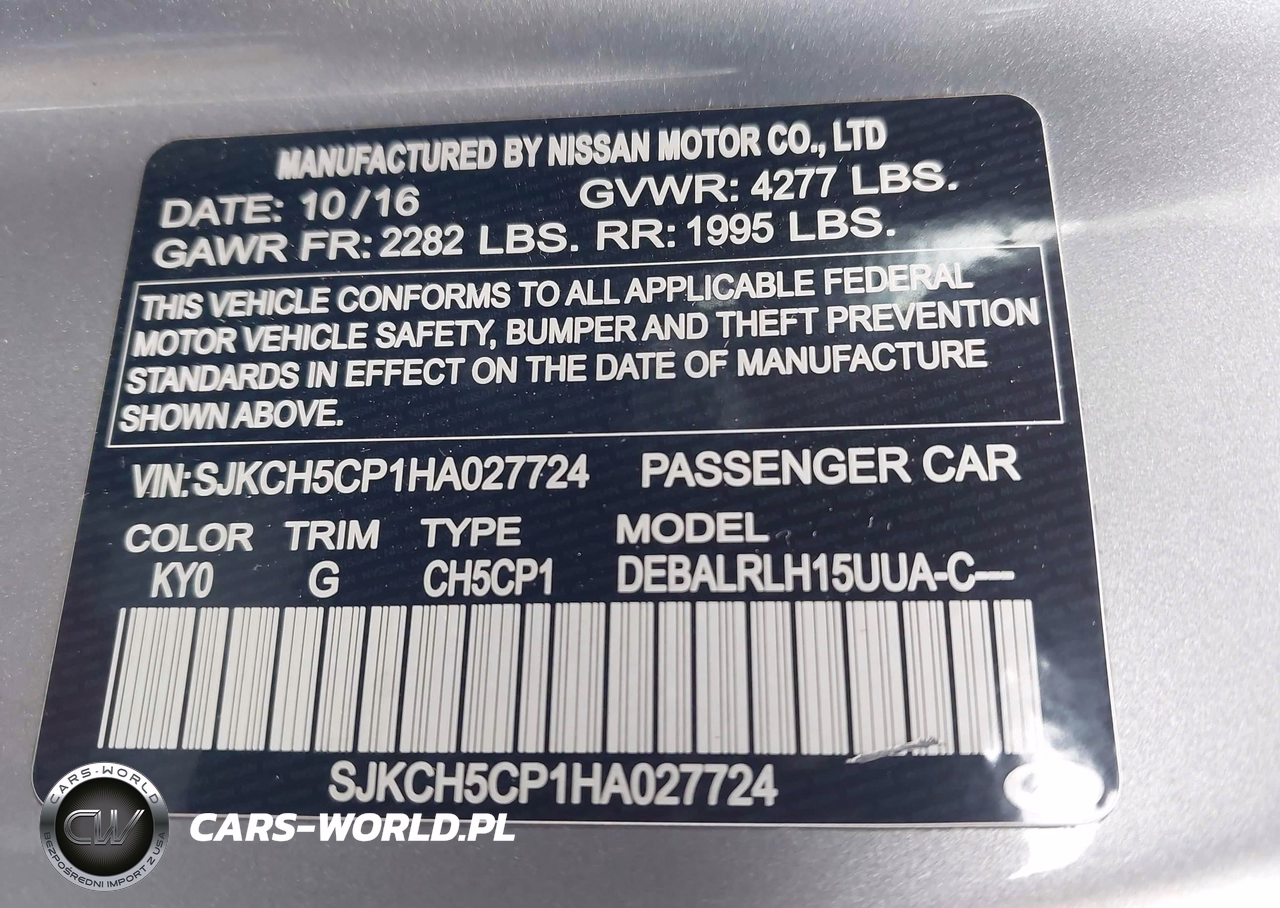 MANUFACTURED BY NISSAN MOTOR CO., LTD
DATE: 10/16 GVWR: 4277 LBS.
GAWR FR: 2282 LBS. RR: 1995 LBS.
THIS VEHICLE CONFORMS TO ALL APPLICABLE FEDERAL
MOTOR VEHICLE SAFETY, BUMPER AND THEFT PREVENTION
STANDARDS IN EFFECT ON THE DATE OF MANUFACTURE
SHOWN ABOVE.
VIN: SJKCH5CP1HA027724 PASSENGER CAR
COLOR TRIM TYPE MODEL
KY0 G CH5CP1 DEBALRLH15UUA-C---
SJKCH5CP1HA027724
CARS-WORLD
CW
BEZPOŚREDNI IMPORT Z USA
CARS-WORLD.PL